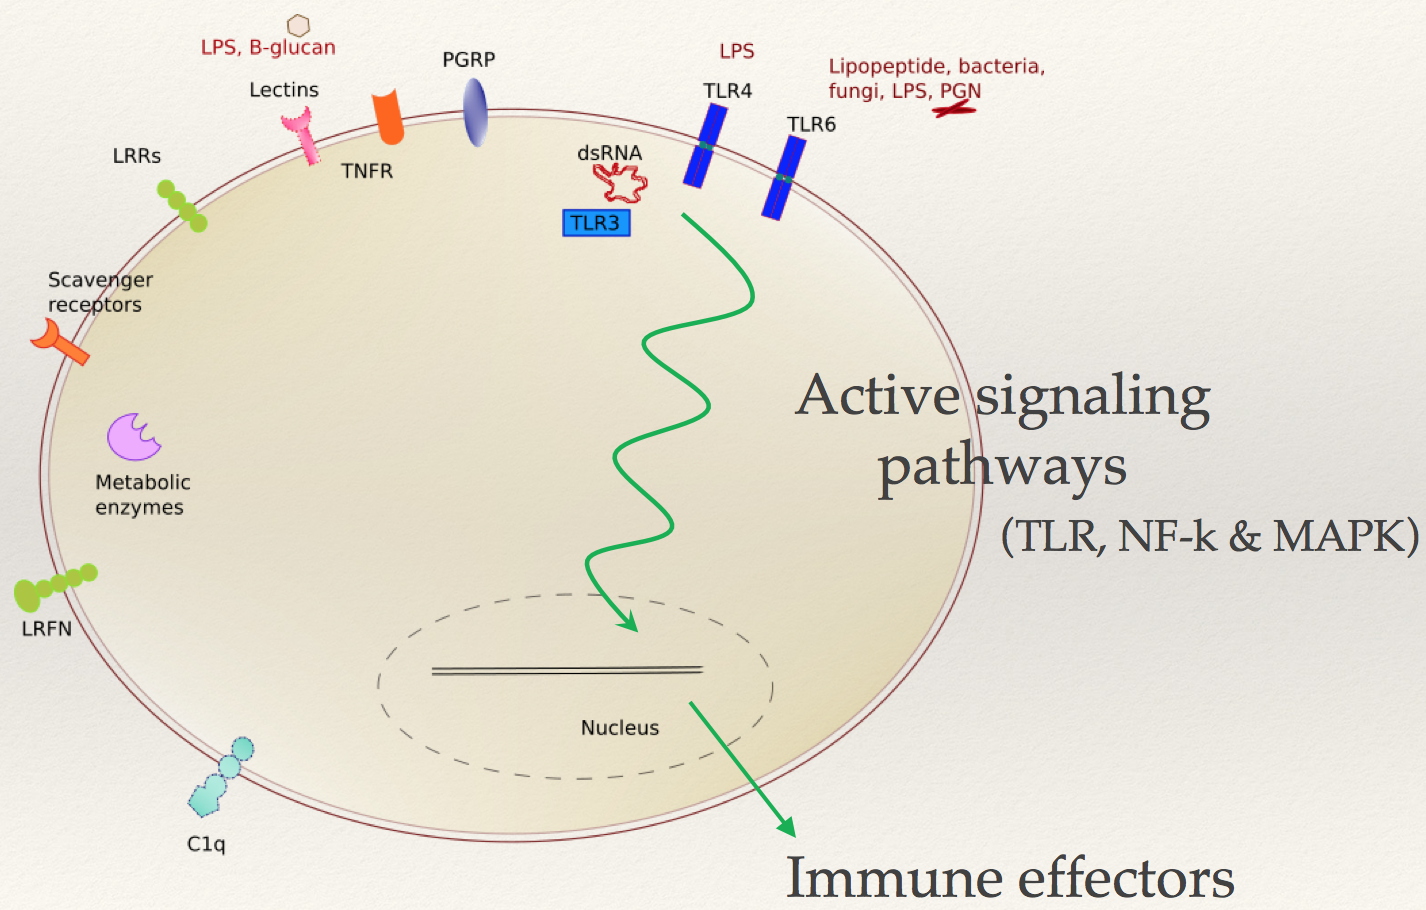 LPS, B-glucan
Lectins
PGRP
TNFR
LRRs
Scavenger
receptors
Metabolic
enzymes
LRFN
C1q
dsRNA
TLR3
LPS
TLR4
Lipopeptide, bacteria,
fungi, LPS, PGN
TLR6
Active signaling
pathways
(TLR, NF-k & MAPK)
Nucleus
Immune effectors